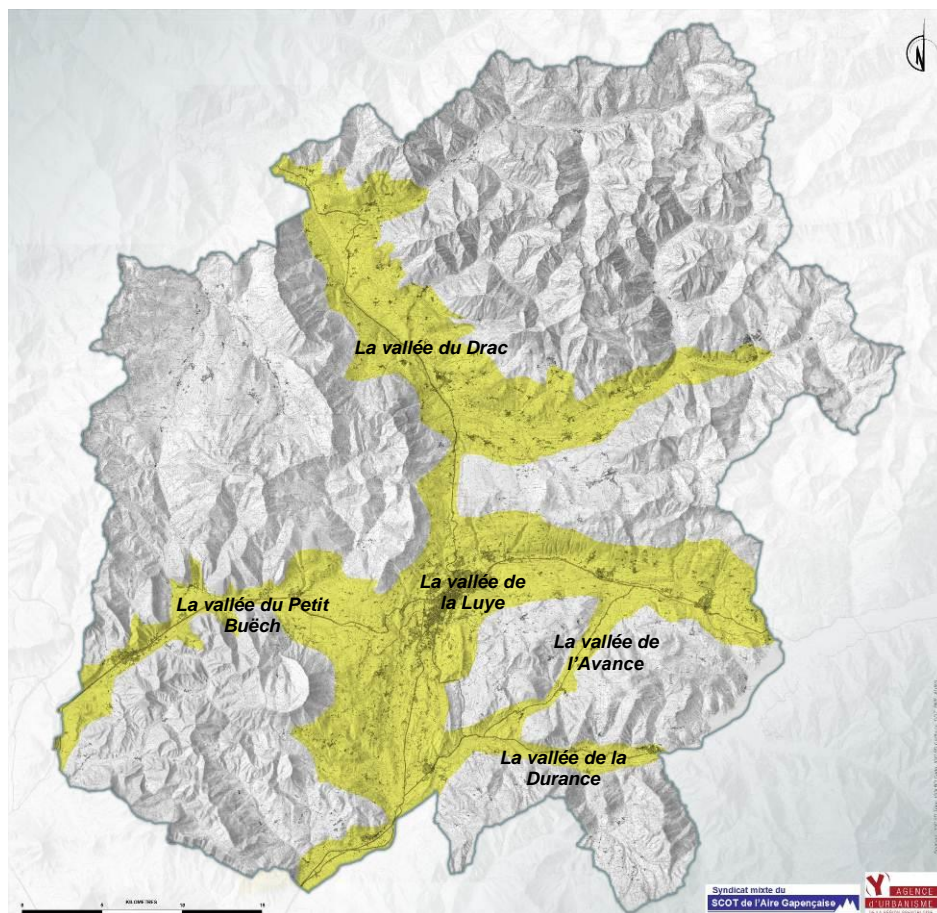 N
La vallée du Drac
La vallée de
la Luye
La vallée du Petit
Buëch
La vallée de
l'Avance
La vallée de la
Durance
KILOMETRES
Syndicat mixte du
SCOT de l'Aire Gapençaise
AGENCE
D'URBANISME